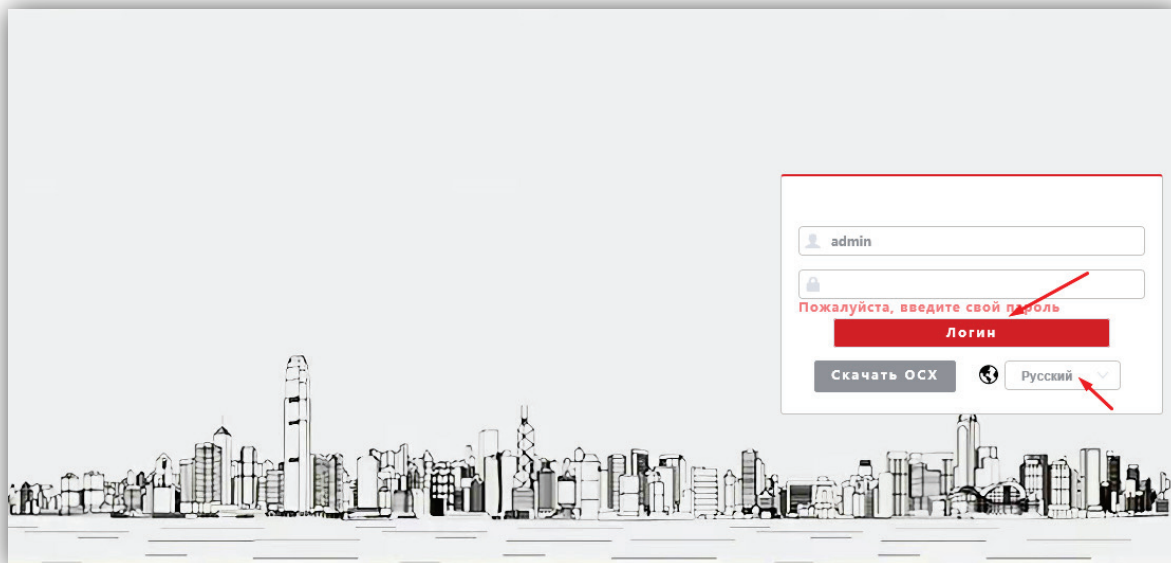 admin
Пожалуйста, введите свой пароль
Логин
Скачать OCX
Русский